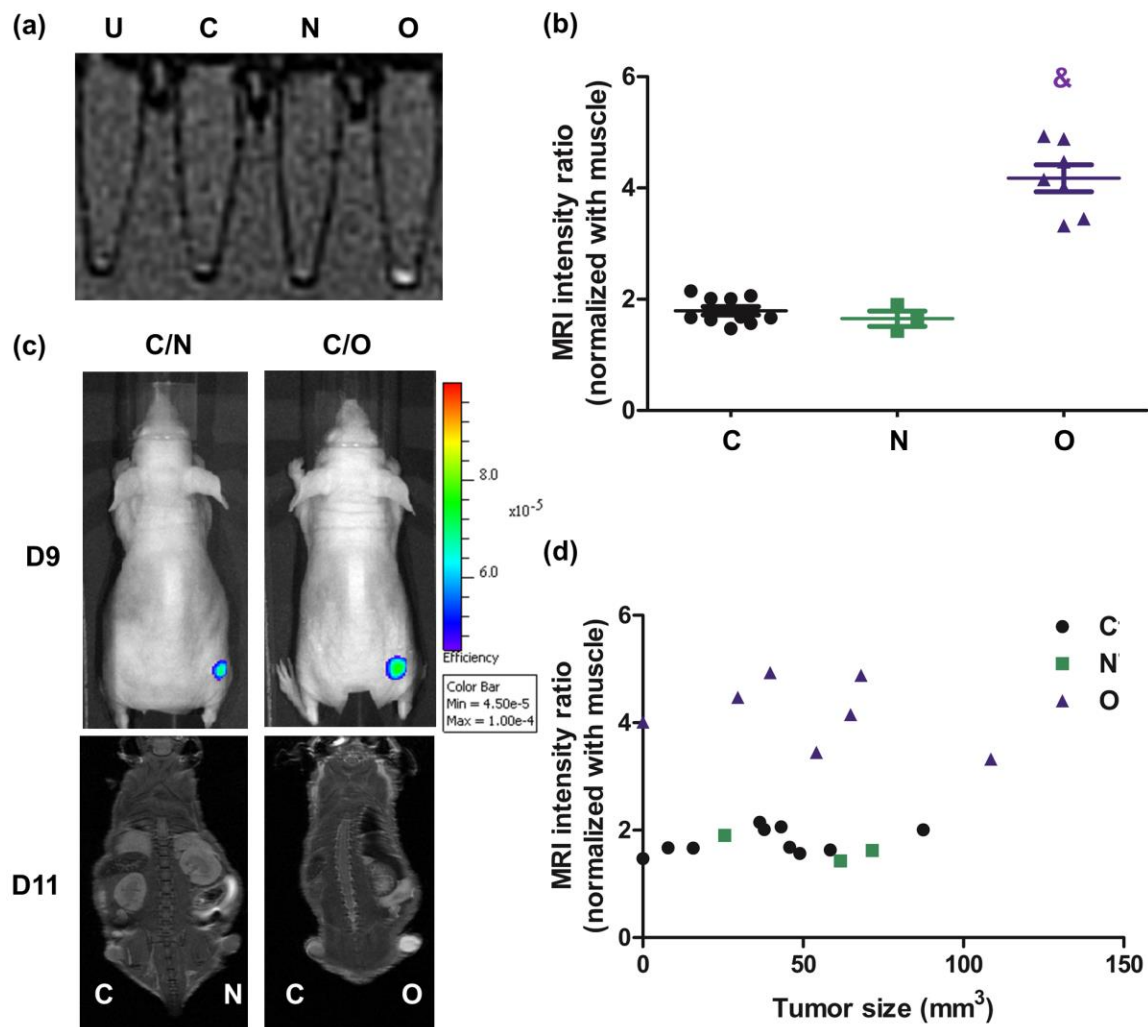 (a)
U C N O
(b)
MRI intensity ratio
(normalized with muscle)
6
4
2
0
&
C N O
(c)
C/N C/O
D9
8.0
x10-5
6.0
Efficiency
Color Bar
Min = 4.50e-5
Max = 1.00e-4
D11
C N
C O
(d)
MRI intensity ratio
(normalized with muscle)
6
4
2
0
C
N
O
0 50 100 150
Tumor size (mm3)